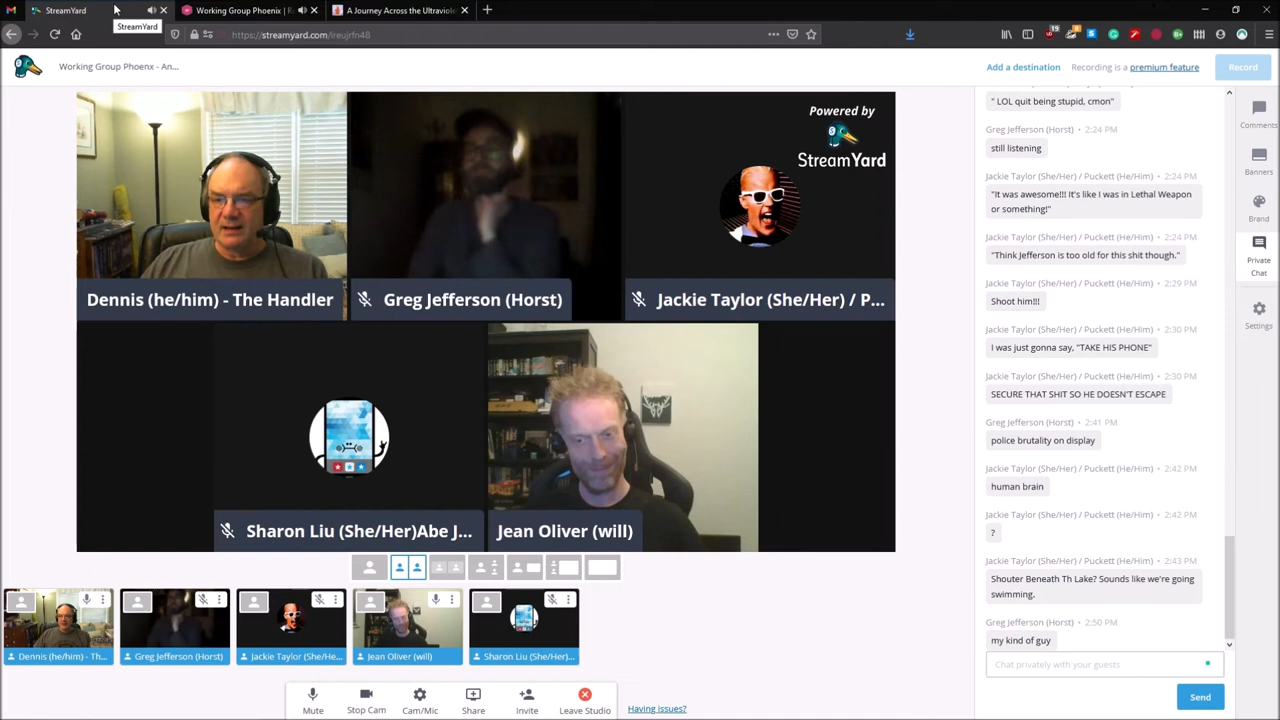 StreamYard
Working Group Phoenix | R
A Journey Across the Ultraviole
StreamYard
https://streamyard.com/ireujrfn48
Working Group Phoenx - An...
Add a destination
Recording is a premium feature
Record
Powered by
StreamYard
Dennis (he/him) - The Handler
Greg Jefferson (Horst)
Jackie Taylor (She/Her) / P...
Sharon Liu (She/Her)Abe J...
Jean Oliver (will)
Dennis (he/him) - Th...
Greg Jefferson (Horst)
Jackie Taylor (She/He...
Jean Oliver (will)
Sharon Liu (She/Her)...
Mute
Stop Cam
Cam/Mic
Share
Invite
Leave Studio
Having issues?
" LOL quit being stupid, cmon"
Greg Jefferson (Horst) • 2:24 PM
still listening
Jackie Taylor (She/Her) / Puckett (He/Him) • 2:24 PM
"It was awesome!!! It's like I was in Lethal Weapon
or something!"
Jackie Taylor (She/Her) / Puckett (He/Him) • 2:24 PM
"Think Jefferson is too old for this shit though."
Jackie Taylor (She/Her) / Puckett (He/Him) • 2:29 PM
Shoot him!!!
Jackie Taylor (She/Her) / Puckett (He/Him) • 2:30 PM
I was just gonna say, "TAKE HIS PHONE"
Jackie Taylor (She/Her) / Puckett (He/Him) • 2:30 PM
SECURE THAT SHIT SO HE DOESN'T ESCAPE
Greg Jefferson (Horst) • 2:41 PM
police brutality on display
Jackie Taylor (She/Her) / Puckett (He/Him) • 2:42 PM
human brain
Jackie Taylor (She/Her) / Puckett (He/Him) • 2:42 PM
?
Jackie Taylor (She/Her) / Puckett (He/Him) • 2:43 PM
Shouter Beneath Th Lake? Sounds like we're going
swimming.
Greg Jefferson (Horst) • 2:50 PM
my kind of guy
Chat privately with your guests
Send
Comments
Banners
Brand
Private
Chat
Settings